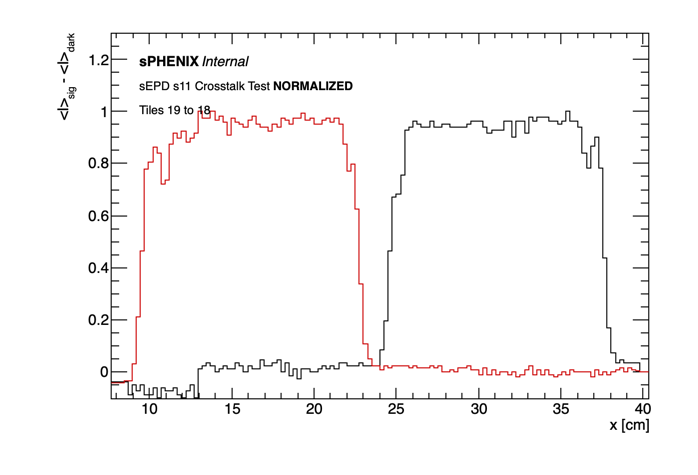 <I>sig - <I>dark
sPHENIX Internal
sEPD s11 Crosstalk Test NORMALIZED
Tiles 19 to 18
1.2
1
0.8
0.6
0.4
0.2
0
10 15 20 25 30 35 40
x [cm]